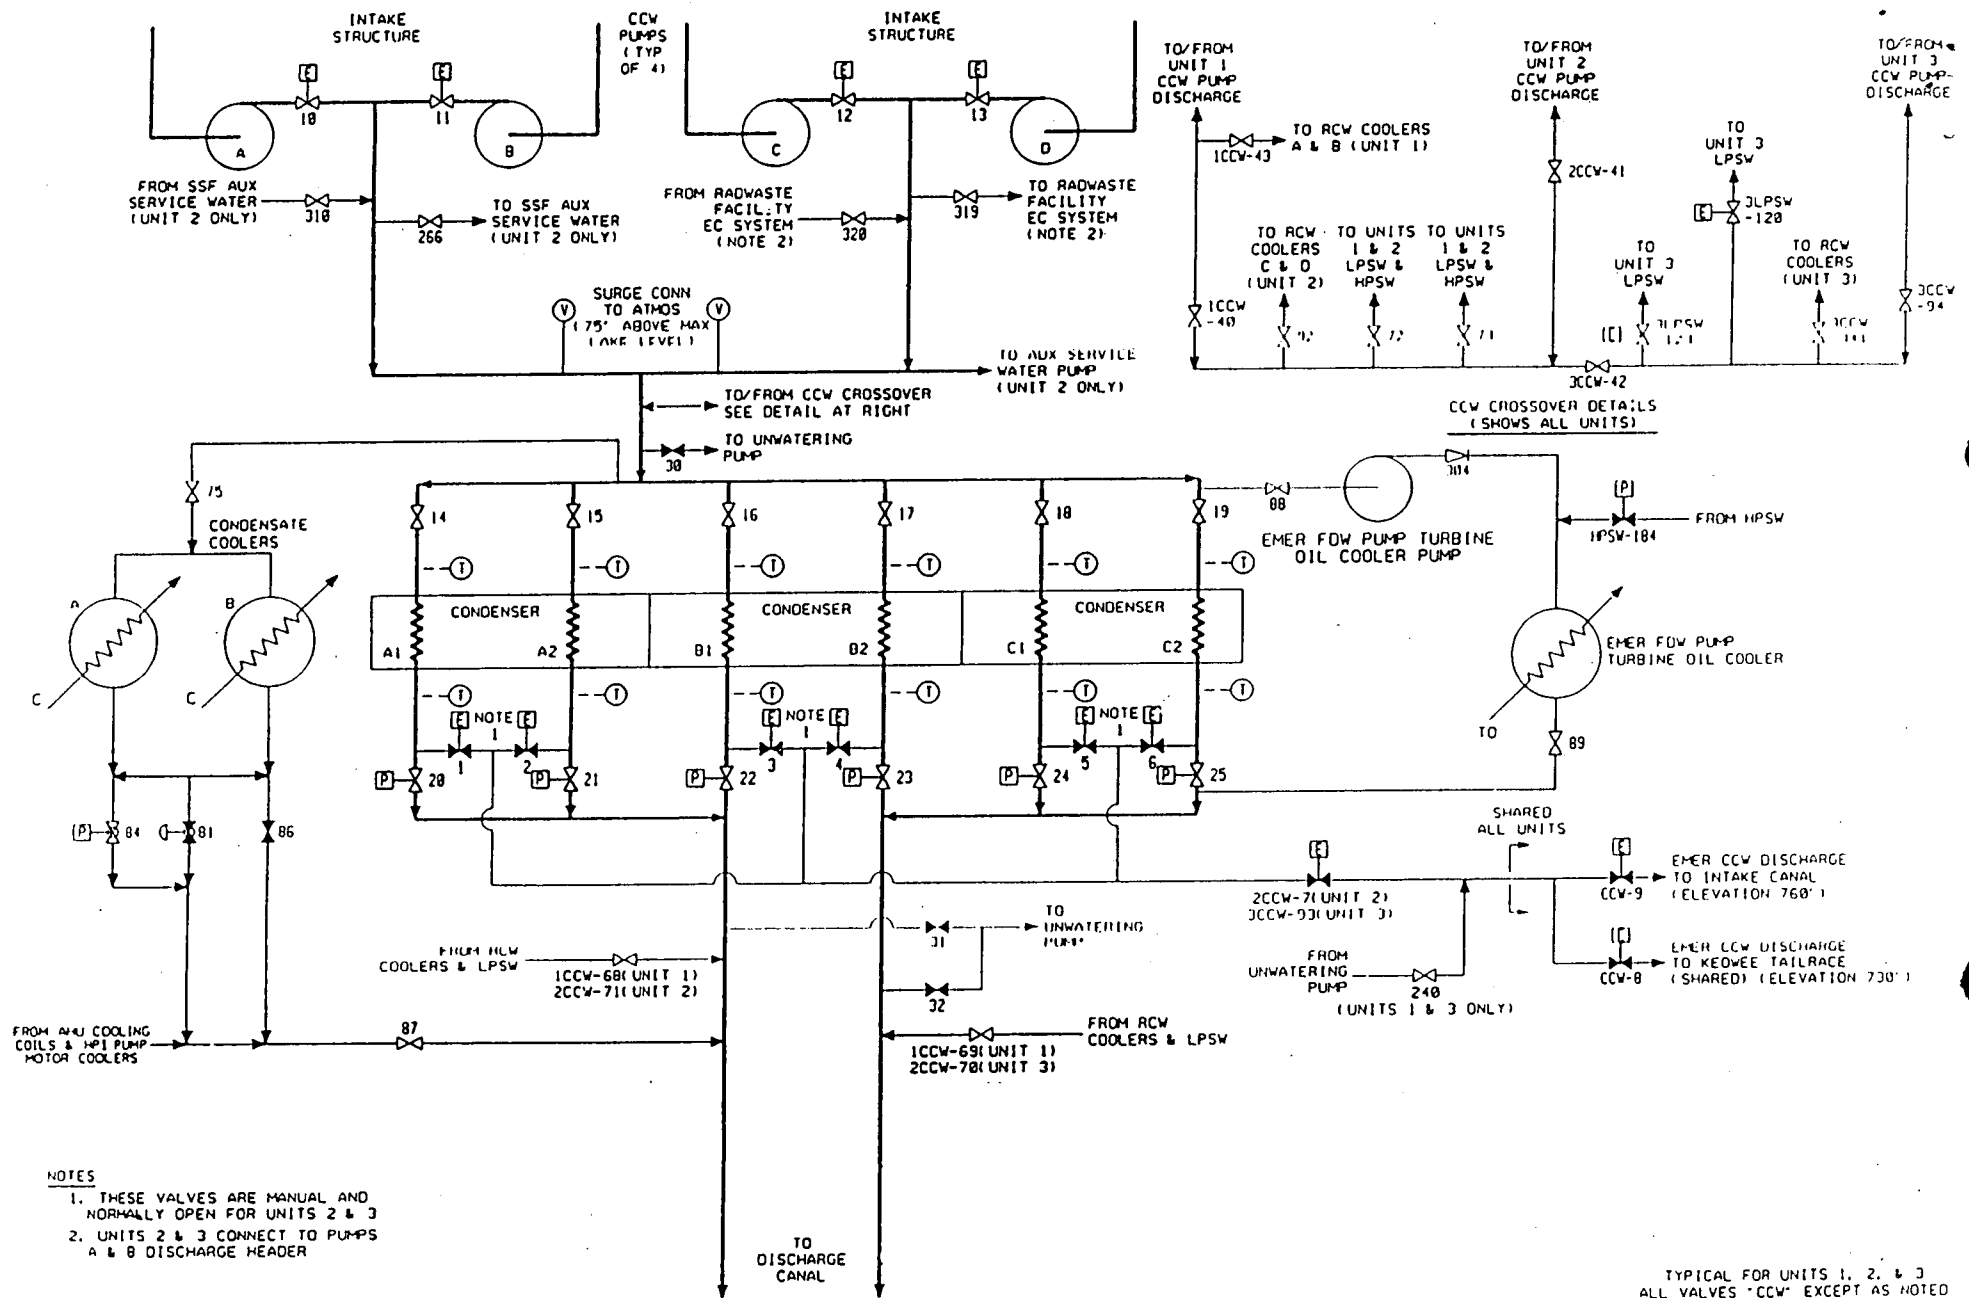 INTAKE
STRUCTURE
CCW
PUMPS
(TYP
OF 4)
INTAKE
STRUCTURE
E
E
E
E
10
11
12
13
A
B
C
D
FROM SSF AUX
SERVICE WATER
(UNIT 2 ONLY)
310
TO SSF AUX
SERVICE WATER
(UNIT 2 ONLY)
266
FROM RADWASTE
FACILITY
EC SYSTEM
(NOTE 2)
320
319
TO RADWASTE
FACILITY
EC SYSTEM
(NOTE 2)
SURGE CONN
TO ATMOS
(75' ABOVE MAX
LAKE LEVEL)
V
V
TO AUX SERVICE
WATER PUMP
(UNIT 2 ONLY)
TO/FROM CCW CROSSOVER
SEE DETAIL AT RIGHT
TO UNWATERING
PUMP
30
TO/FROM
UNIT 1
CCW PUMP
DISCHARGE
TO RCW COOLERS
A & B (UNIT 1)
1CCW-43
TO/FROM
UNIT 2
CCW PUMP
DISCHARGE
2CCW-41
TO
UNIT 3
LPSW
E
3LPSW
-120
TO/FROM
UNIT 3
CCW PUMP
DISCHARGE
3CCW
-94
1CCW
-40
TO RCW
COOLERS
C & D
(UNIT 2)
92
TO UNITS
1 & 2
LPSW &
HPSW
72
TO UNITS
1 & 2
LPSW &
HPSW
TO
UNIT 3
LPSW
3LPSW
TO RCW
COOLERS
(UNIT 3)
3CCW
3CCW-42
CCW CROSSOVER DETAILS
(SHOWS ALL UNITS)
75
CONDENSATE
COOLERS
A
B
C
C
14
15
16
17
18
19
T
T
T
T
T
T
CONDENSER
CONDENSER
CONDENSER
A1
A2
B1
B2
C1
C2
T
T
T
T
T
T
88
EMER FDW PUMP TURBINE
OIL COOLER PUMP
304
P
FROM HPSW
HPSW-184
EMER FDW PUMP
TURBINE OIL COOLER
TO
89
E NOTE E
1
E NOTE E
1
E NOTE E
1
1
2
3
4
5
6
P
20
P
21
P
22
P
23
P
24
P
25
P
84
81
86
SHARED
ALL UNITS
E
2CCW-7(UNIT 2)
3CCW-93(UNIT 3)
E
CCW-9
EMER CCW DISCHARGE
TO INTAKE CANAL
(ELEVATION 760')
CCW-8
EMER CCW DISCHARGE
TO KEOWEE TAILRACE
(SHARED) (ELEVATION 730')
FROM
UNWATERING
PUMP
240
(UNITS 1 & 3 ONLY)
31
TO
UNWATERING
PUMP
32
FROM RCW
COOLERS & LPSW
1CCW-68(UNIT 1)
2CCW-71(UNIT 2)
FROM RCW
COOLERS & LPSW
1CCW-69(UNIT 1)
2CCW-70(UNIT 3)
FROM AHU COOLING
COILS & HPI PUMP
MOTOR COOLERS
87
NOTES
1. THESE VALVES ARE MANUAL AND
NORMALLY OPEN FOR UNITS 2 & 3
2. UNITS 2 & 3 CONNECT TO PUMPS
A & B DISCHARGE HEADER
TO
DISCHARGE
CANAL
TYPICAL FOR UNITS 1, 2, & 3
ALL VALVES "CCW" EXCEPT AS NOTED